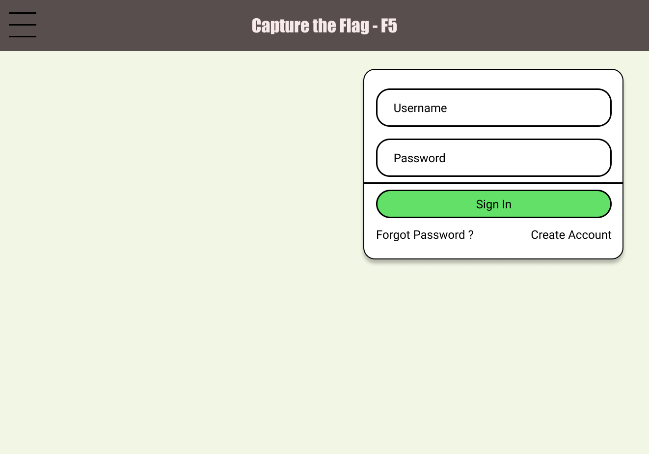 Capture the Flag - F5
Username
Password
Sign In
Forgot Password ?
Create Account